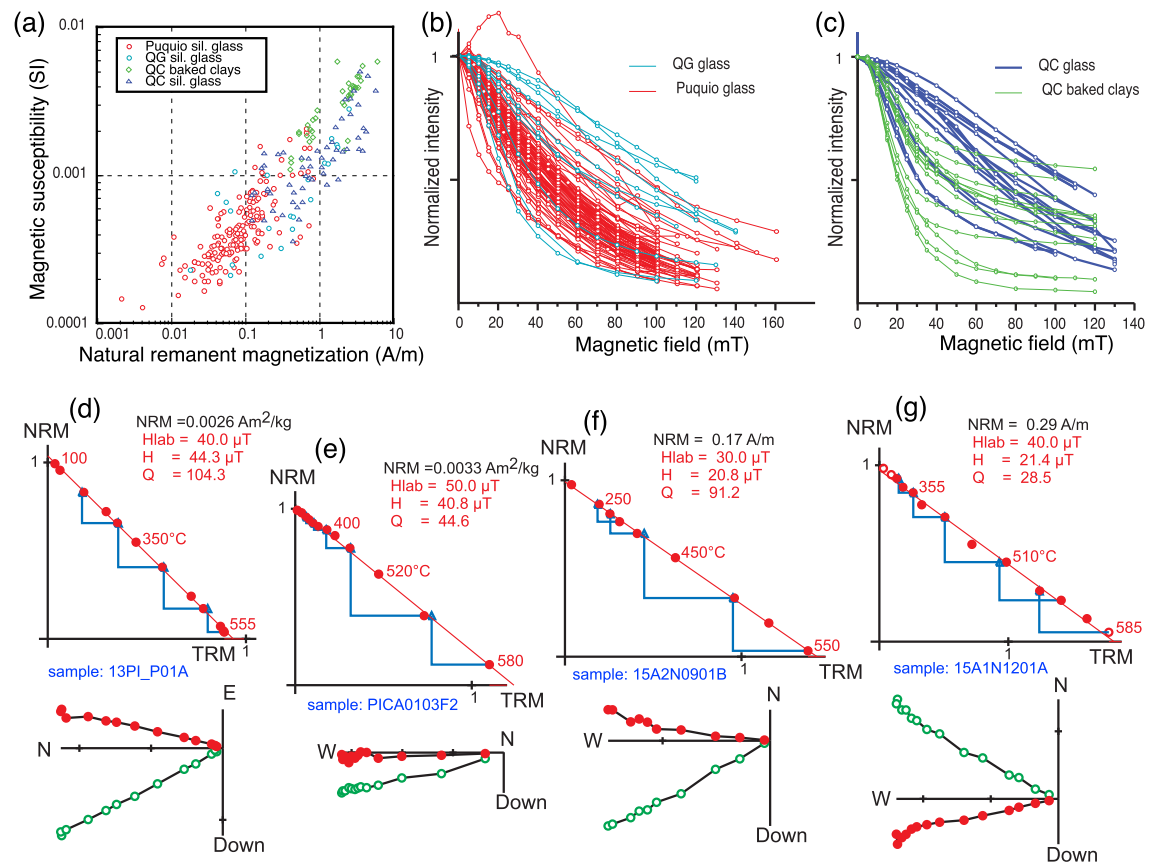 (a)
0.01
Puquio sil. glass
QG sil. glass
QC baked clays
QC sil. glass
Magnetic susceptibility (SI)
0.001
0.0001
0.001 0.01 0.1 1 10
Natural remanent magnetization (A/m)
(b)
1
QG glass
Puquio glass
Normalized intensity
0 20 40 60 80 100 120 140 160
Magnetic field (mT)
(c)
1
QC glass
QC baked clays
Normalized intensity
0 20 40 60 80 100 120 140
Magnetic field (mT)
(d)
NRM
NRM =0.0026 Am2/kg
Hlab = 40.0 µT
H = 44.3 µT
Q = 104.3
1
100
350°C
555
TRM 1
sample: 13PI_P01A
E
N
Down
(e)
NRM
NRM =0.0033 Am2/kg
Hlab = 50.0 µT
H = 40.8 µT
Q = 44.6
1
400
520°C
580
1 TRM
sample: PICA0103F2
W
N
Down
(f)
NRM
NRM = 0.17 A/m
Hlab = 30.0 µT
H = 20.8 µT
Q = 91.2
1
250
450°C
550
1
TRM
sample: 15A2N0901B
N
W
Down
(g)
NRM
NRM = 0.29 A/m
Hlab = 40.0 µT
H = 21.4 µT
Q = 28.5
1
355
510°C
585
1
TRM
sample: 15A1N1201A
N
W
Down